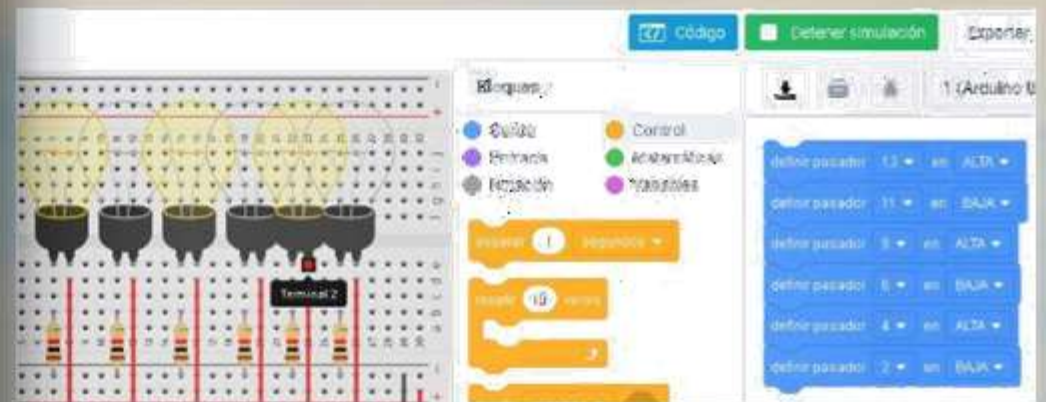 Código
Detener simulación
Exportar
Bloques
1 (Arduino U
Salida
Control
Entrada
Matemáticas
Notación
Variables
definir pasador 13 en ALTA
definir pasador 11 en BAJA
definir pasador 9 en ALTA
definir pasador 6 en BAJA
definir pasador 4 en ALTA
definir pasador 2 en BAJA
esperar 1 segundos
repetir 10 veces
Terminal 2